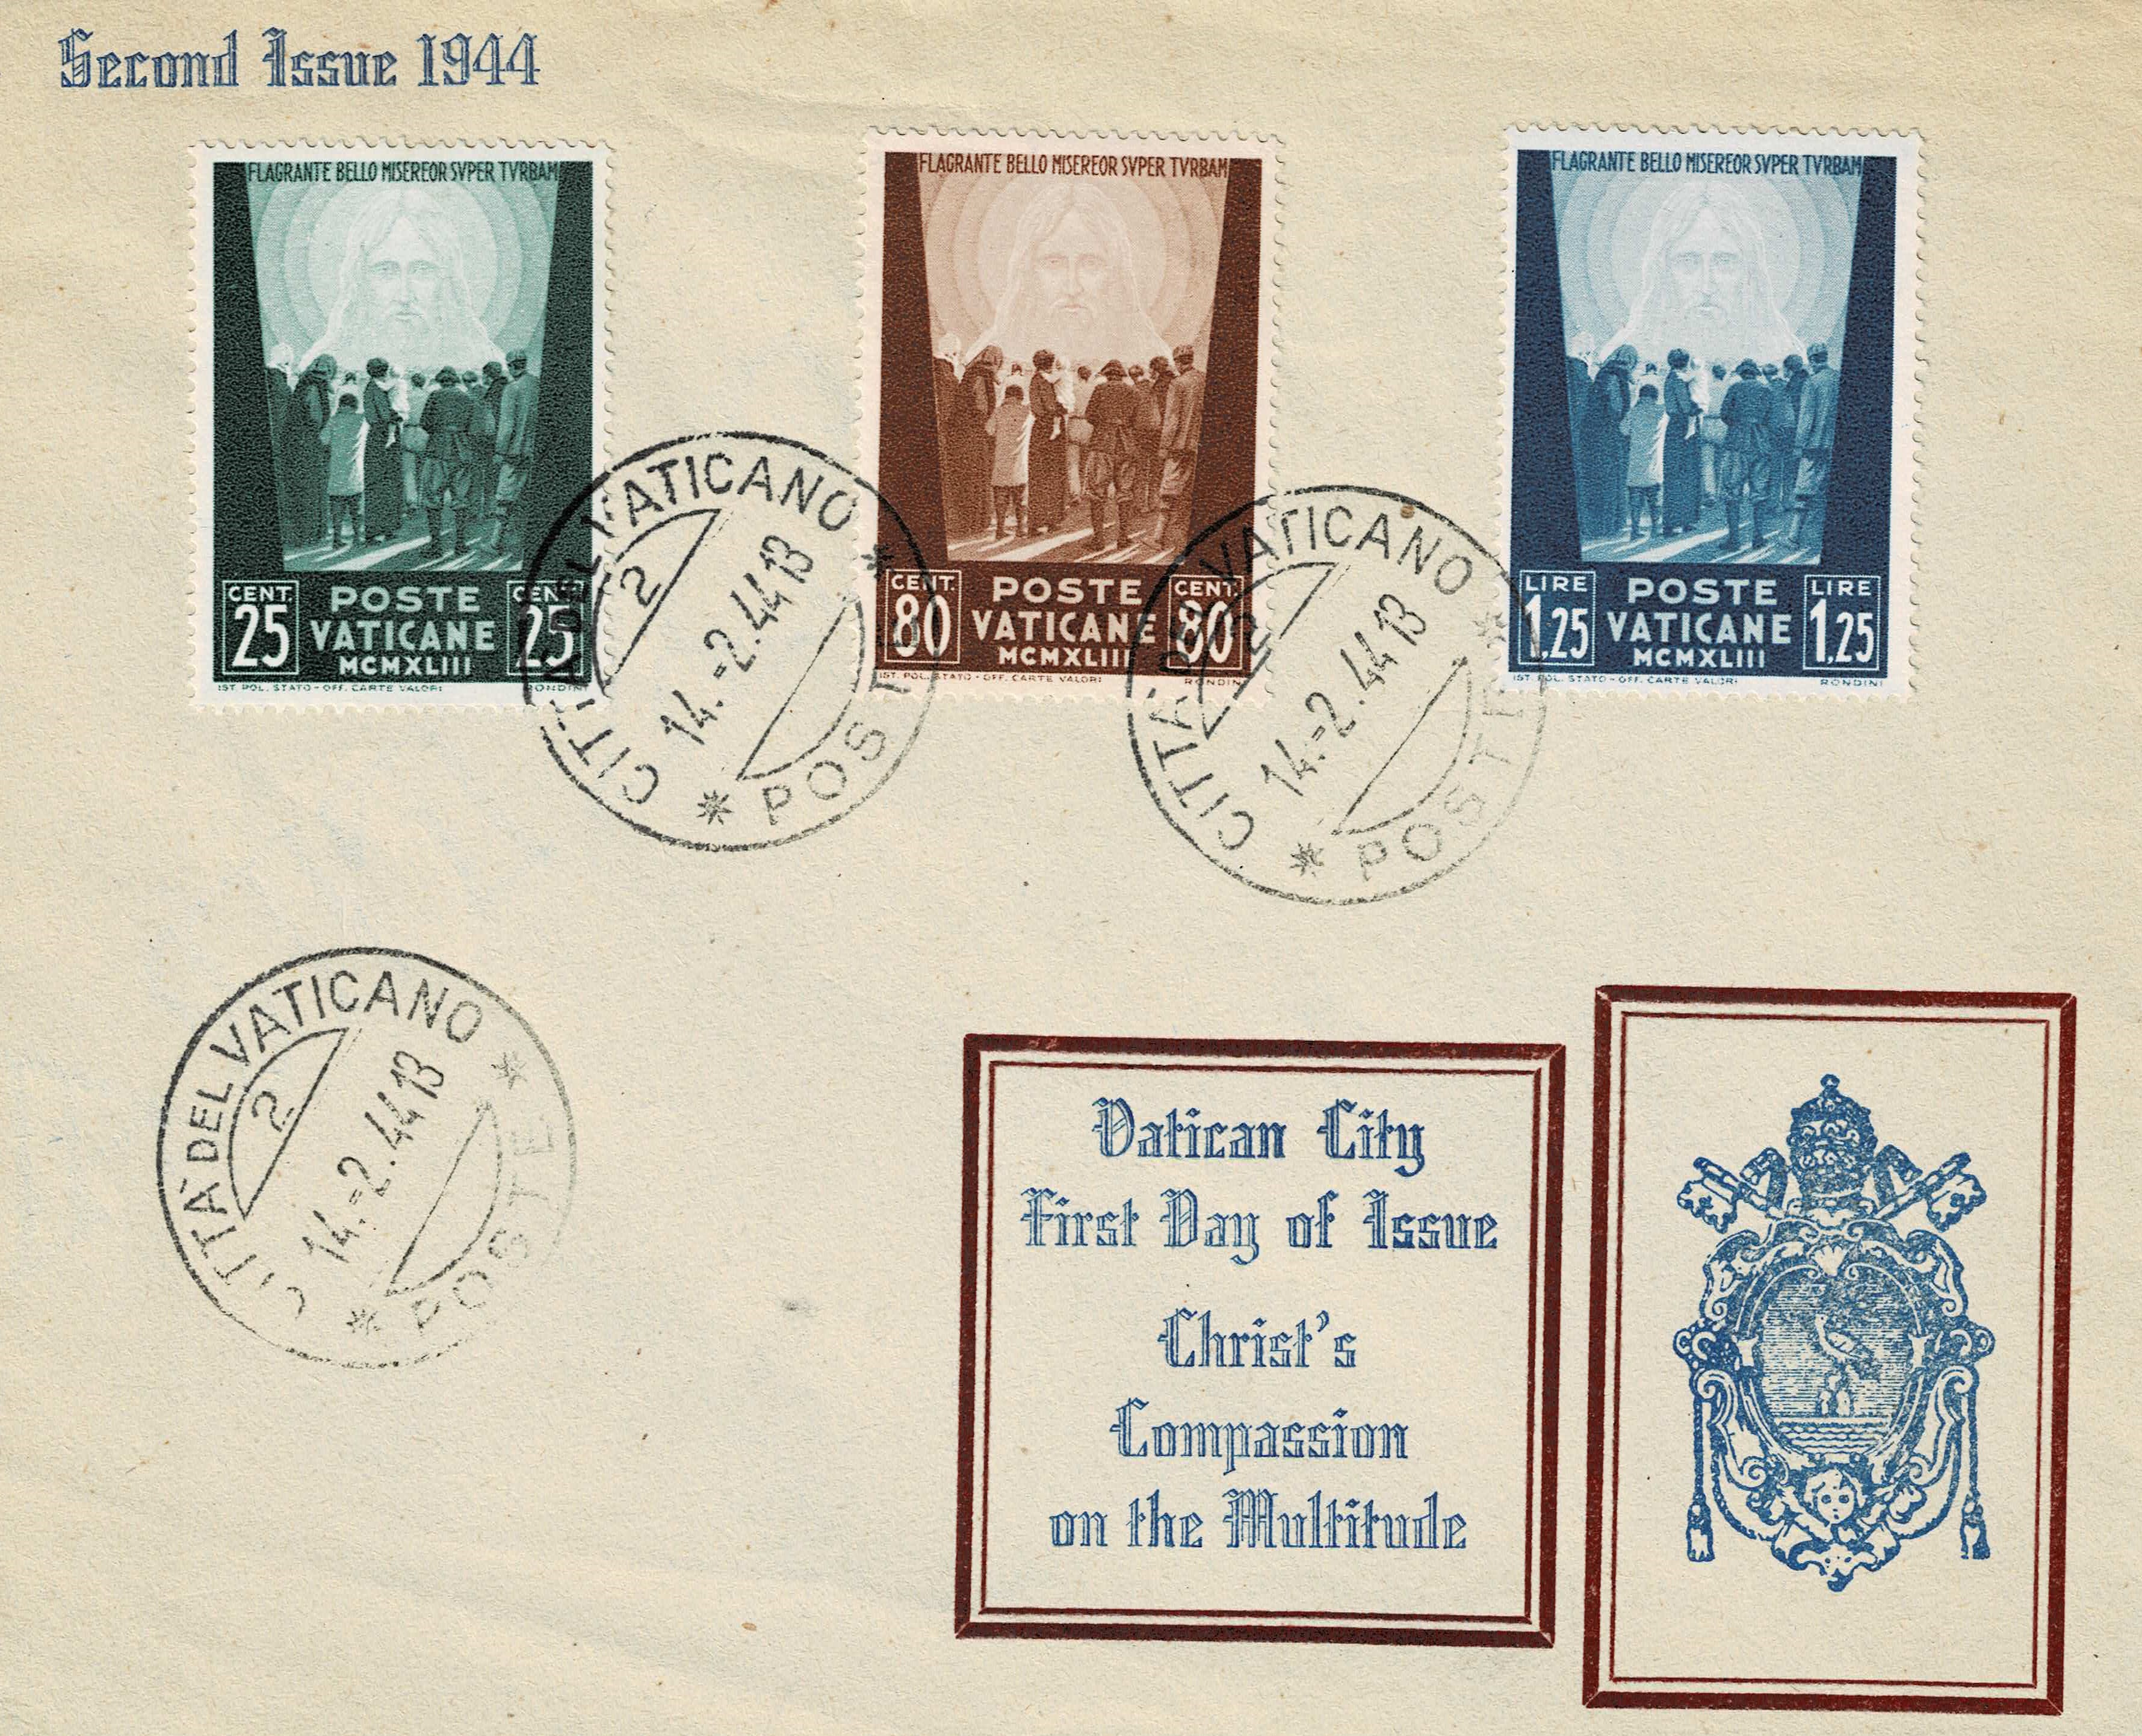 Second Issue 1944
FLAGRANTE BELLO MISEREOR SVPER TVRBAM
CENT. 25
POSTE VATICANE
MCMXLIII
CENT. 25
IST. POL. STATO - OFF. CARTE VALORI
RONDINI
FLAGRANTE BELLO MISEREOR SVPER TVRBAM
CENT. 80
POSTE VATICANE
MCMXLIII
CENT. 80
IST. POL. STATO - OFF. CARTE VALORI
RONDINI
FLAGRANTE BELLO MISEREOR SVPER TVRBAM
LIRE 1,25
POSTE VATICANE
MCMXLIII
LIRE 1,25
IST. POL. STATO - OFF. CARTE VALORI
RONDINI
CITTÀ DEL VATICANO
2
14.-2.44 13
* POSTE *
CITTÀ DEL VATICANO
2
14.-2.44 13
* POSTE *
CITTÀ DEL VATICANO
2
14.-2.44 13
* POSTE *
Vatican City
First Day of Issue
Christ's
Compassion
on the Multitude